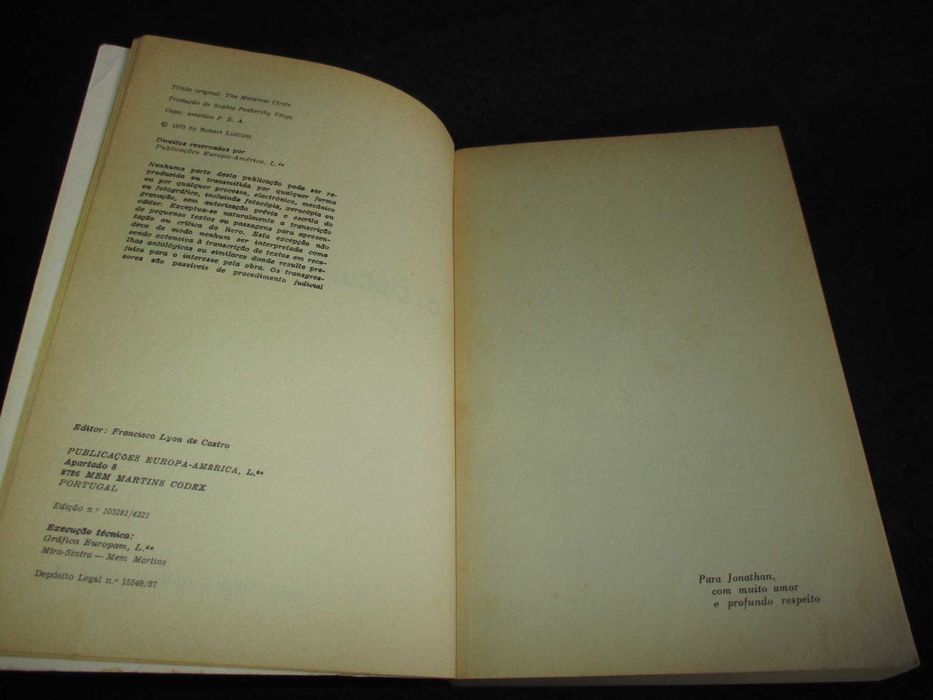 Título original: The Matarese Circle
Tradução de Sophie Penberthy Vinga
Capa: estúdios P. E. A.
© 1973 by Robert Ludlum
Direitos reservados por
Publicações Europa-América, L.da
Nenhuma parte desta publicação pode ser re-
produzida ou transmitida por qualquer forma
ou por qualquer processo, electrónico, mecânico
ou fotográfico, incluindo fotocópia, xerocópia ou
gravação, sem autorização prévia e escrita do
editor. Exceptua-se naturalmente a transcrição
de pequenos textos ou passagens para apresen-
tação ou crítica do livro. Esta excepção não
deve de modo nenhum ser interpretada como
sendo extensiva à transcrição de textos em reco-
lhas antológicas ou similares donde resulte pre-
juízo para o interesse pela obra. Os transgres-
sores são passíveis de procedimento judicial
Editor: Francisco Lyon de Castro
PUBLICAÇÕES EUROPA-AMÉRICA, L.da
Apartado 8
2726 MEM MARTINS CODEX
PORTUGAL
Edição n.º 103281/4321
Execução técnica:
Gráfica Europam, L.da
Mira-Sintra — Mem Martins
Depósito Legal n.º 15549/87
Para Jonathan,
com muito amor
e profundo respeito